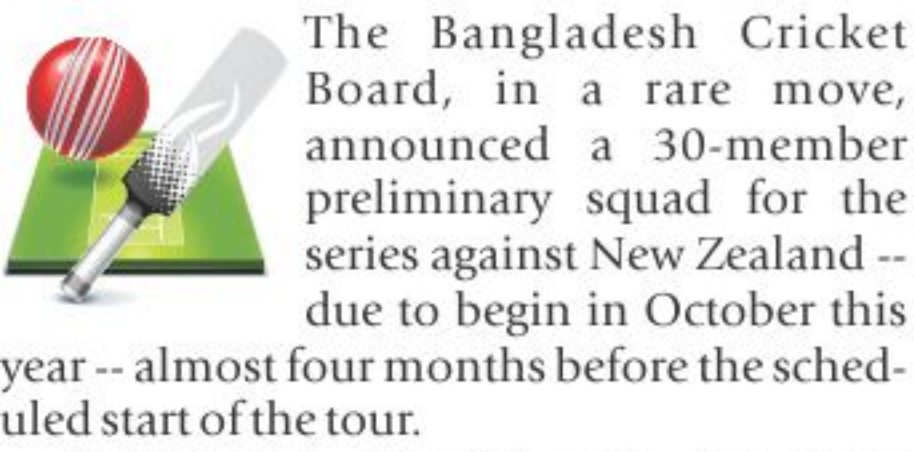 The Bangladesh Cricket
Board, in a rare move,
announced a 30-member
preliminary squad for the
series against New Zealand --
due to begin in October this
year -- almost four months before the sched-
uled start of the tour.